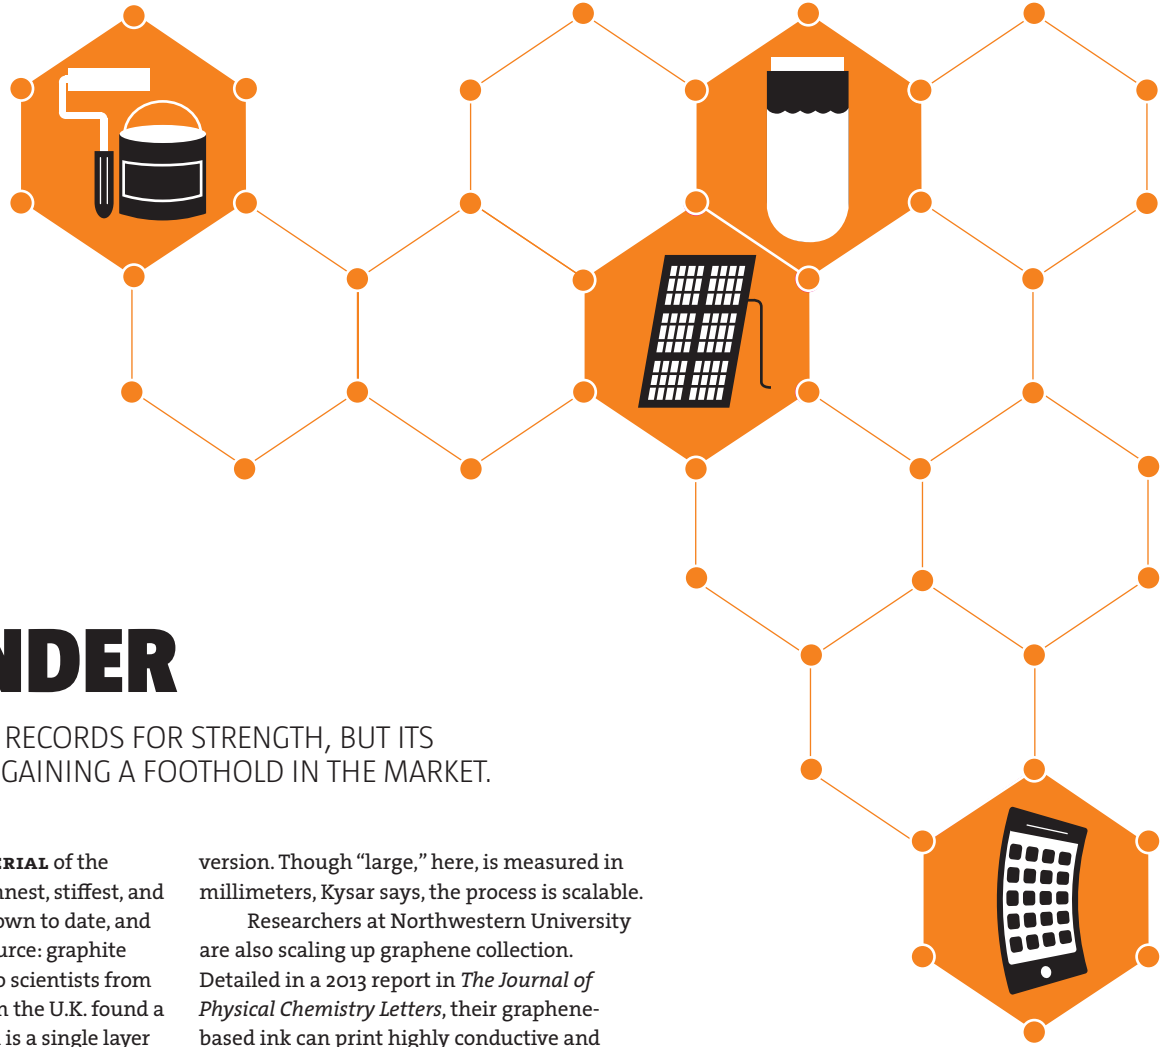 NDER
RECORDS FOR STRENGTH, BUT ITS
GAINING A FOOTHOLD IN THE MARKET.
ERIAL of the
nnest, stiffest, and
own to date, and
urce: graphite
o scientists from
n the U.K. found a
is a single layer
version. Though “large,” here, is measured in
millimeters, Kysar says, the process is scalable.
Researchers at Northwestern University
are also scaling up graphene collection.
Detailed in a 2013 report in The Journal of
Physical Chemistry Letters, their graphene-
based ink can print highly conductive and